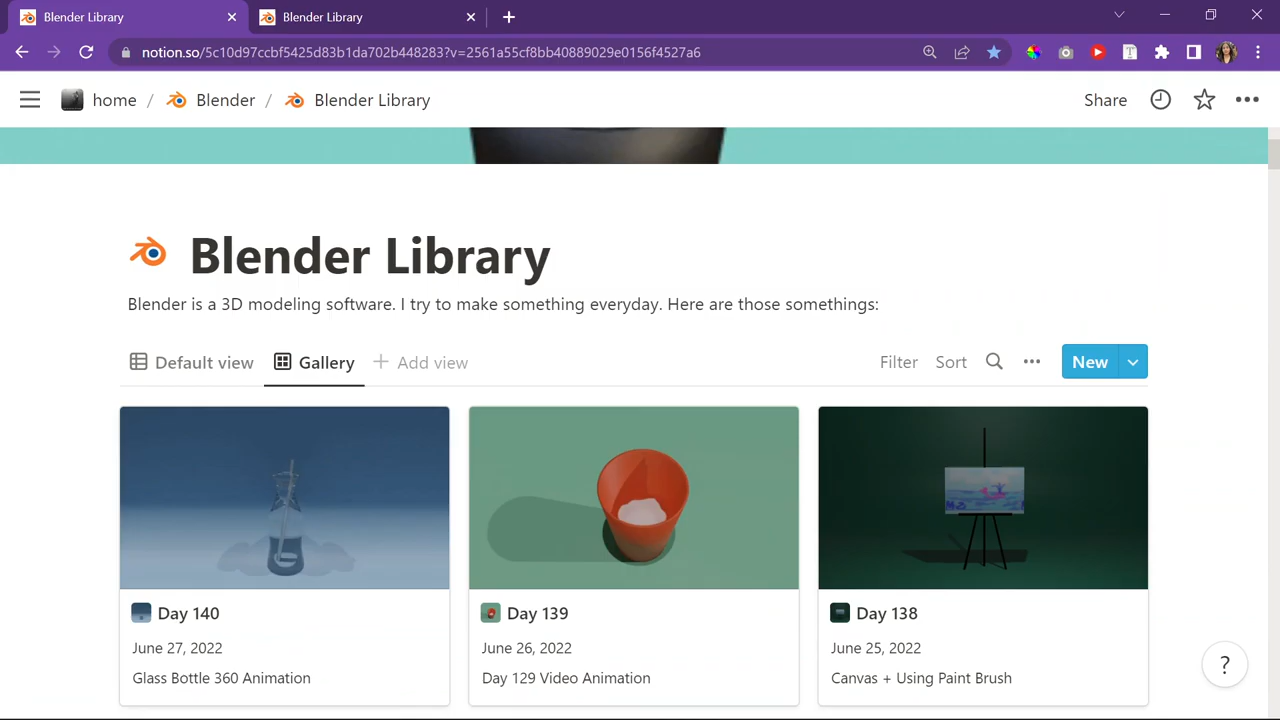 Blender Library
Blender Library
notion.so/5c10d97ccbf5425d83b1da702b448283?v=2561a55cf8bb40889029e0156f4527a6
home / Blender / Blender Library
Share
Blender Library
Blender is a 3D modeling software. I try to make something everyday. Here are those somethings:
Default view Gallery + Add view Filter Sort New
Day 140
June 27, 2022
Glass Bottle 360 Animation
Day 139
June 26, 2022
Day 129 Video Animation
Day 138
June 25, 2022
Canvas + Using Paint Brush
?